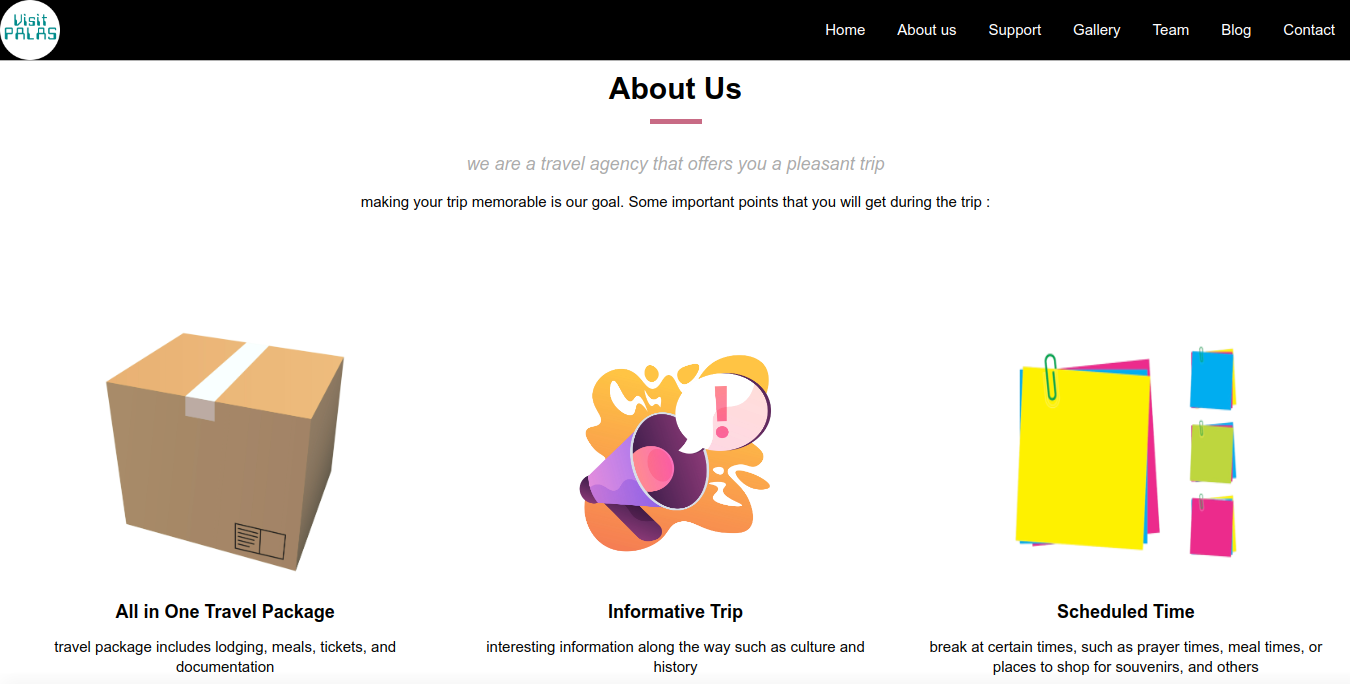 Visit
PALAS
Home About us Support Gallery Team Blog Contact
About Us
we are a travel agency that offers you a pleasant trip
making your trip memorable is our goal. Some important points that you will get during the trip :
!
All in One Travel Package
travel package includes lodging, meals, tickets, and
documentation
Informative Trip
interesting information along the way such as culture and
history
Scheduled Time
break at certain times, such as prayer times, meal times, or
places to shop for souvenirs, and others